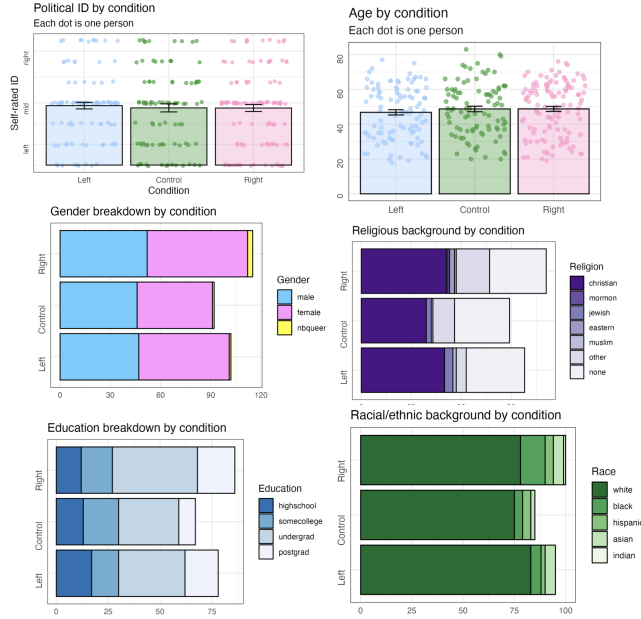 Political ID by condition
Each dot is one person
Self-rated ID
right
mid
left
Left
Control
Right
Condition
Age by condition
Each dot is one person
80
60
40
20
0
Left
Control
Right
Gender breakdown by condition
Right
Control
Left
0
30
60
90
120
Gender
male
female
nbqueer
Religious background by condition
Right
Control
Left
Religion
christian
mormon
jewish
eastern
muslim
other
none
Education breakdown by condition
Right
Control
Left
0
25
50
75
Education
highschool
somecollege
undergrad
postgrad
Racial/ethnic background by condition
Right
Control
Left
0
25
50
75
100
Race
white
black
hispanic
asian
indian